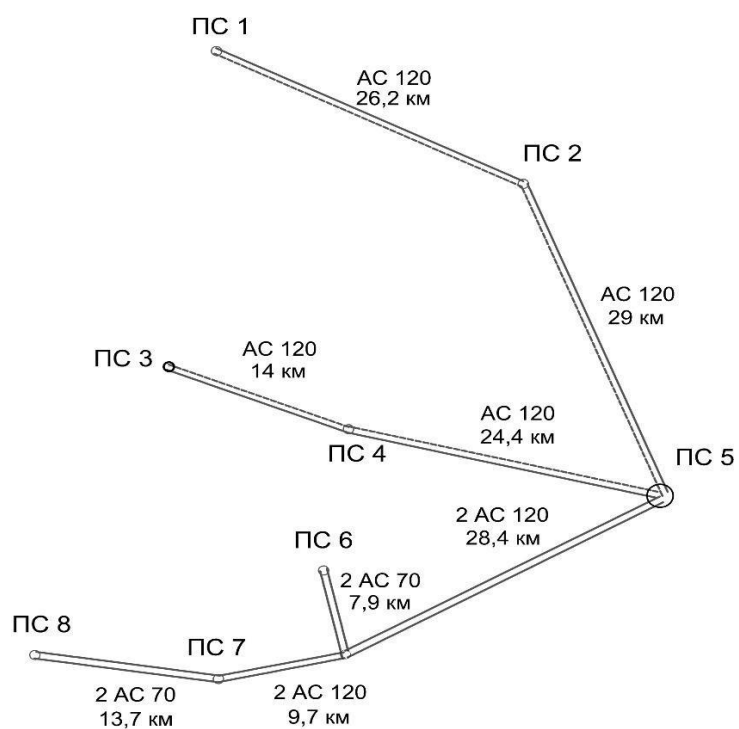 ПС 1
АС 120
26,2 км
ПС 2
АС 120
29 км
ПС 3
АС 120
14 км
ПС 4
АС 120
24,4 км
ПС 5
2 АС 120
28,4 км
ПС 6
2 АС 70
7,9 км
ПС 8
ПС 7
2 АС 70
13,7 км
2 АС 120
9,7 км